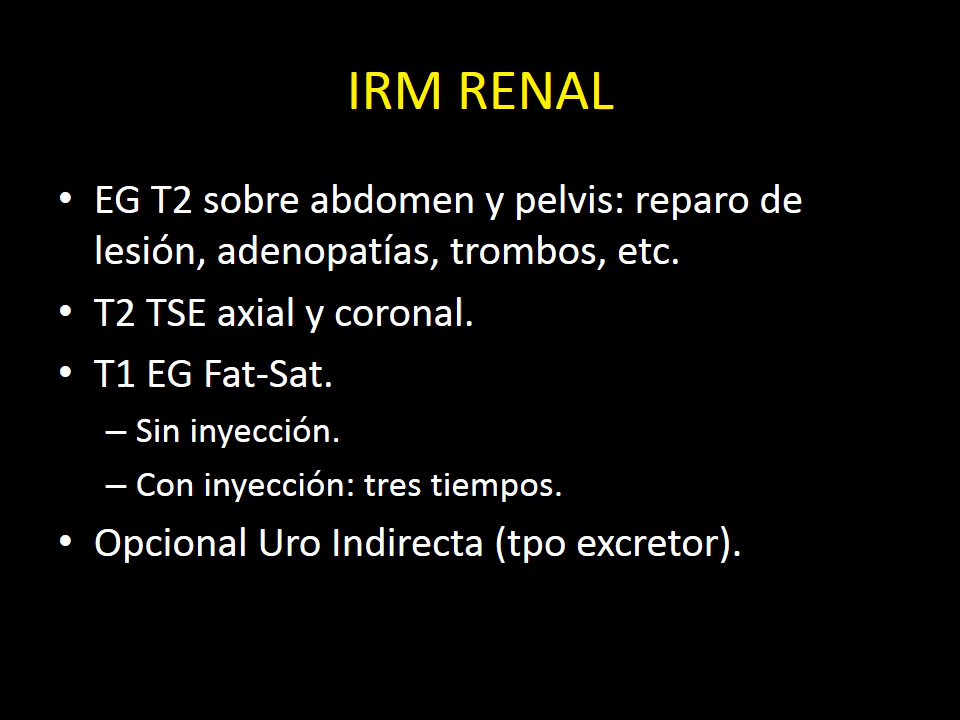 IRM RENAL
• EG T2 sobre abdomen y pelvis: reparo de
lesión, adenopatías, trombos, etc.
• T2 TSE axial y coronal.
• T1 EG Fat-Sat.
– Sin inyección.
– Con inyección: tres tiempos.
• Opcional Uro Indirecta (tpo excretor).